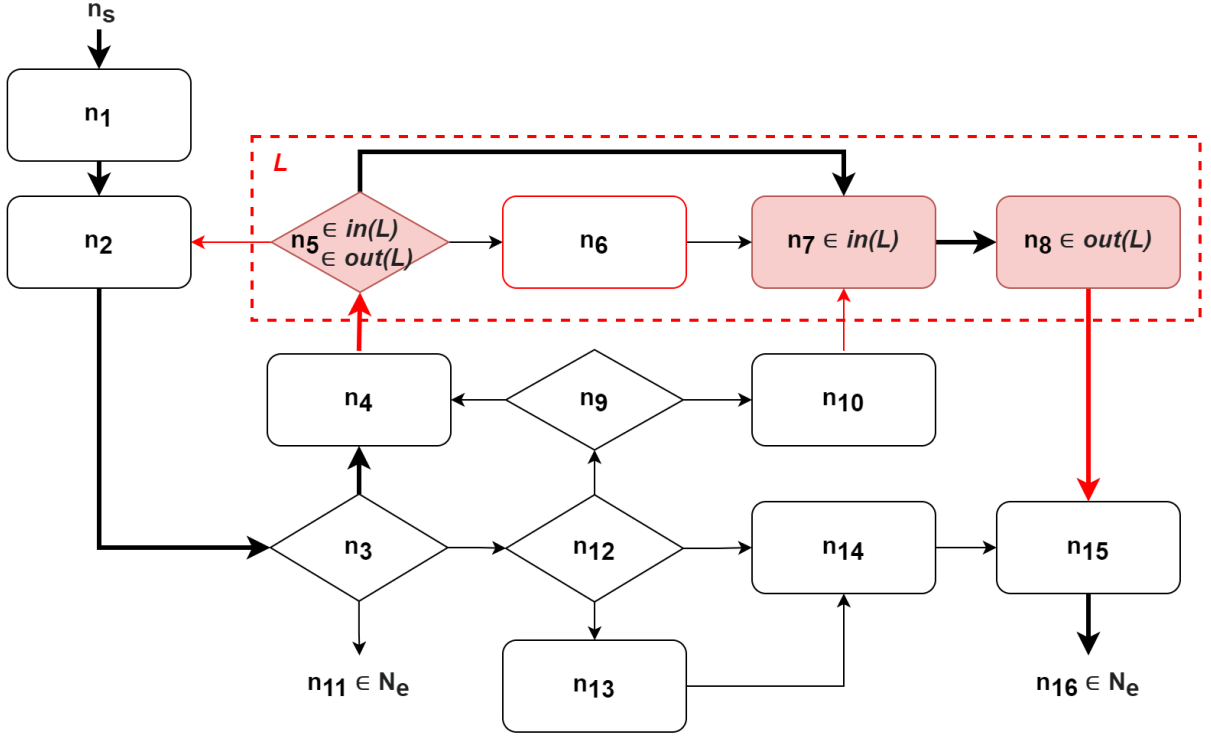 nₛ
n₁
L
n₂
n₅ ∈ in(L)
∈ out(L)
n₆
n₇ ∈ in(L)
n₈ ∈ out(L)
n₄
n₉
n₁₀
n₃
n₁₂
n₁₄
n₁₅
n₁₁ ∈ Nₑ
n₁₃
n₁₆ ∈ Nₑ